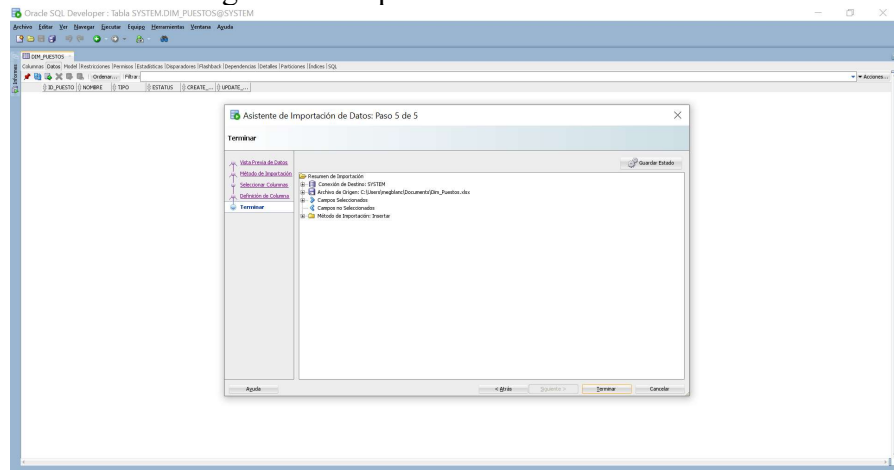 Oracle SQL Developer : Tabla SYSTEM.DIM_PUESTOS@SYSTEM
Archivo Editar Ver Navegar Ejecutar Equipo Herramientas Ventana Ayuda
DIM_PUESTOS
Columnas Datos Model Restricciones Permisos Estadísticas Disparadores Flashback Dependencias Detalles Particiones Índices SQL
Ordenar... Filtrar: Acciones...
ID_PUESTO NOMBRE TIPO ESTATUS CREATE_... UPDATE_...
Informes
Asistente de Importación de Datos: Paso 5 de 5
Terminar
Vista Previa de Datos
Método de Importación
Seleccionar Columnas
Definición de Columna
Terminar
Guardar Estado
Resumen de Importación
Conexión de Destino: SYSTEM
Archivo de Origen: C:\Users\megblanc\Documents\Dim_Puestos.xlsx
Campos Seleccionados
Campos no Seleccionados
Método de Importación: Insertar
Ayuda < Atrás Siguiente > Terminar Cancelar